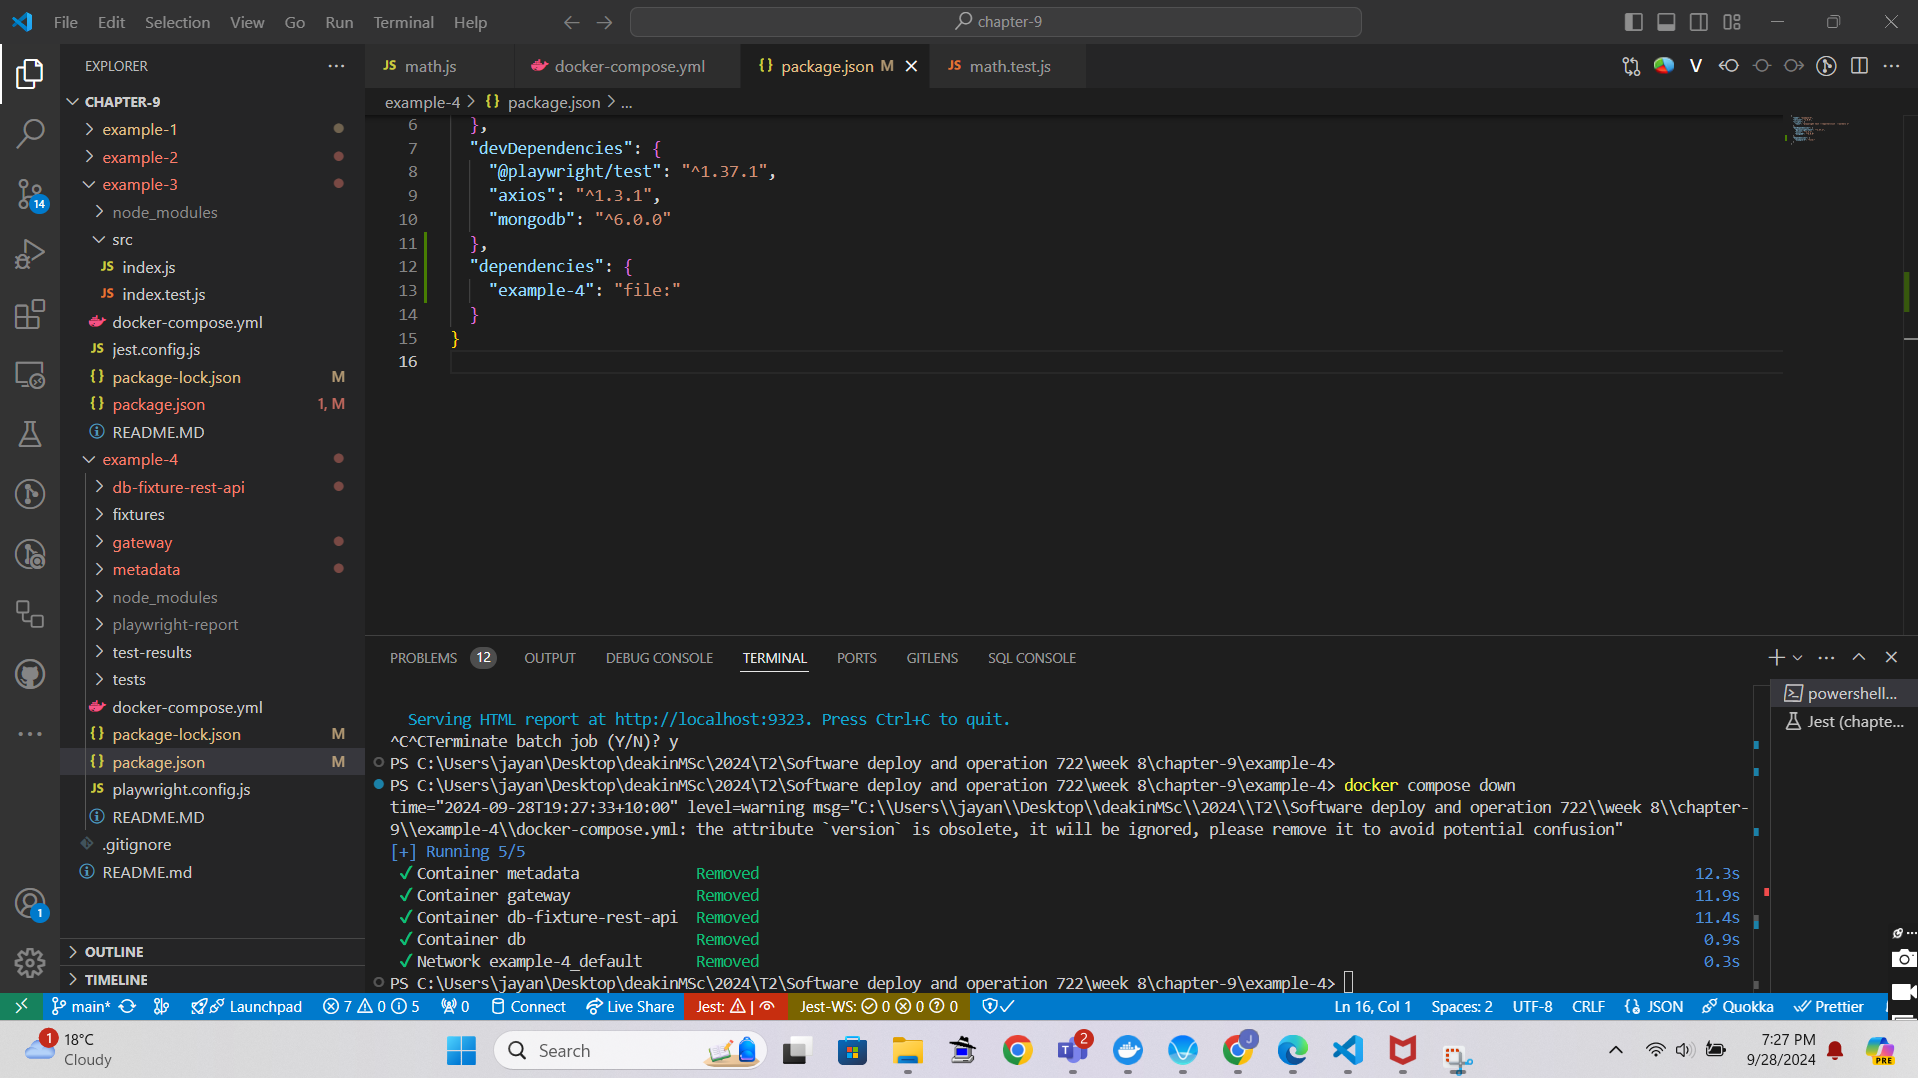 File Edit Selection View Go Run Terminal Help
chapter-9
EXPLORER
CHAPTER-9
example-1
example-2
example-3
node_modules
src
JS index.js
JS index.test.js
docker-compose.yml
JS jest.config.js
{} package-lock.json M
{} package.json 1, M
README.MD
example-4
db-fixture-rest-api
fixtures
gateway
metadata
node_modules
playwright-report
test-results
tests
docker-compose.yml
{} package-lock.json M
{} package.json M
JS playwright.config.js
README.MD
.gitignore
README.md
OUTLINE
TIMELINE
14
1
JS math.js
docker-compose.yml
{} package.json M
JS math.test.js
V
example-4 > {} package.json > ...
6 },
7 "devDependencies": {
8 "@playwright/test": "^1.37.1",
9 "axios": "^1.3.1",
10 "mongodb": "^6.0.0"
11 },
12 "dependencies": {
13 "example-4": "file:"
14 }
15 }
16
PROBLEMS 12 OUTPUT DEBUG CONSOLE TERMINAL PORTS GITLENS SQL CONSOLE
powershell...
Jest (chapte...
Serving HTML report at http://localhost:9323. Press Ctrl+C to quit.
^C^CTerminate batch job (Y/N)? y
PS C:\Users\jayan\Desktop\deakinMSc\2024\T2\Software deploy and operation 722\week 8\chapter-9\example-4>
PS C:\Users\jayan\Desktop\deakinMSc\2024\T2\Software deploy and operation 722\week 8\chapter-9\example-4> docker compose down
time="2024-09-28T19:27:33+10:00" level=warning msg="C:\\Users\\jayan\\Desktop\\deakinMSc\\2024\\T2\\Software deploy and operation 722\\week 8\\chapter-
9\\example-4\\docker-compose.yml: the attribute `version` is obsolete, it will be ignored, please remove it to avoid potential confusion"
[+] Running 5/5
✓ Container metadata Removed 12.3s
✓ Container gateway Removed 11.9s
✓ Container db-fixture-rest-api Removed 11.4s
✓ Container db Removed 0.9s
✓ Network example-4_default Removed 0.3s
PS C:\Users\jayan\Desktop\deakinMSc\2024\T2\Software deploy and operation 722\week 8\chapter-9\example-4>
main* Launchpad 7 0 5 0 Connect Live Share Jest: | Jest-WS: 0 0 0 Ln 16, Col 1 Spaces: 2 UTF-8 CRLF {} JSON Quokka Prettier
1 18°C
Cloudy
Search
2
J
7:27 PM
9/28/2024
PRE